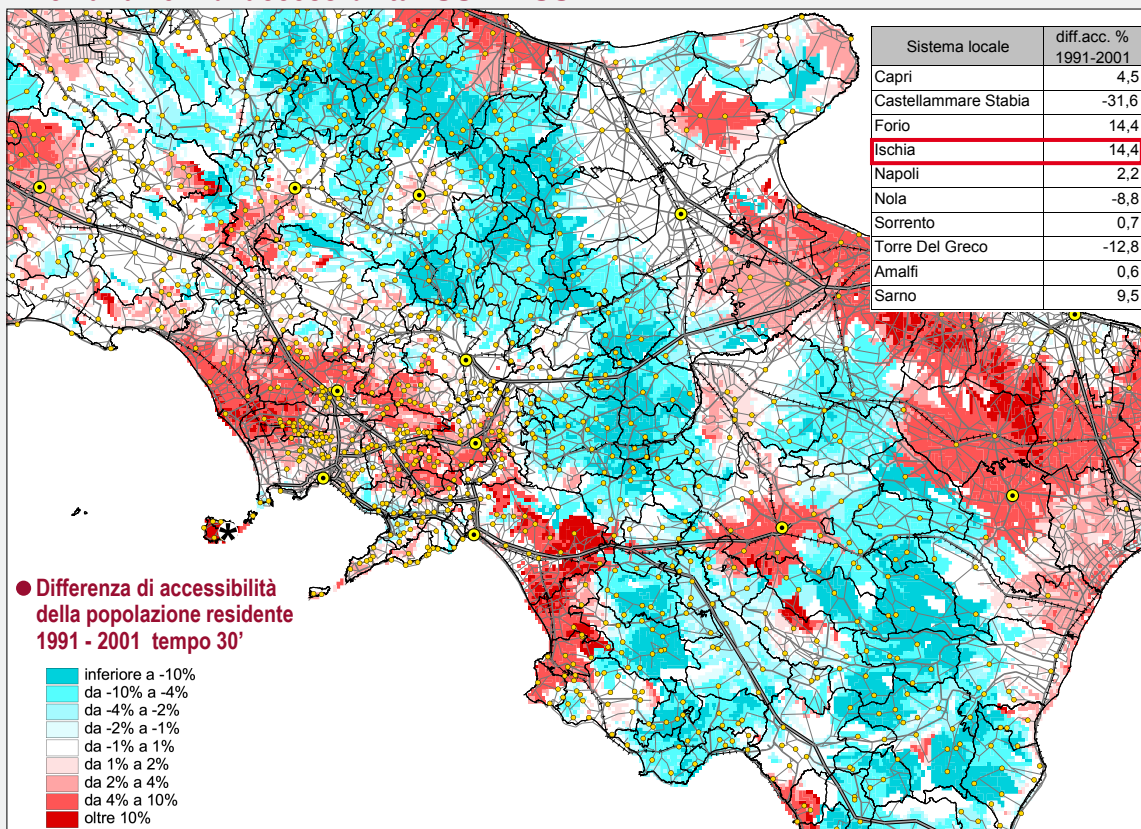 Sistema locale diff.acc. % 1991-2001
Capri 4,5
Castellammare Stabia -31,6
Forio 14,4
Ischia 14,4
Napoli 2,2
Nola -8,8
Sorrento 0,7
Torre Del Greco -12,8
Amalfi 0,6
Sarno 9,5
*
● Differenza di accessibilità
della popolazione residente
1991 - 2001 tempo 30'
inferiore a -10%
da -10% a -4%
da -4% a -2%
da -2% a -1%
da -1% a 1%
da 1% a 2%
da 2% a 4%
da 4% a 10%
oltre 10%